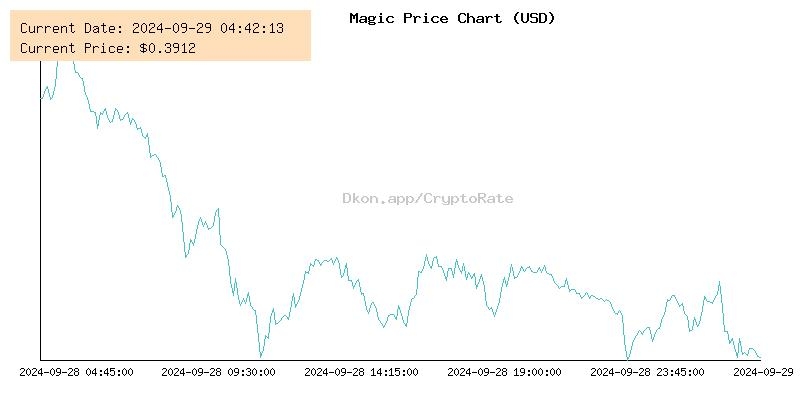 Magic Price Chart (USD)
Current Date: 2024-09-29 04:42:13
Current Price: $0.3912
Dkon.app/CryptoRate
2024-09-28 04:45:00 2024-09-28 09:30:00 2024-09-28 14:15:00 2024-09-28 19:00:00 2024-09-28 23:45:00 2024-09-29